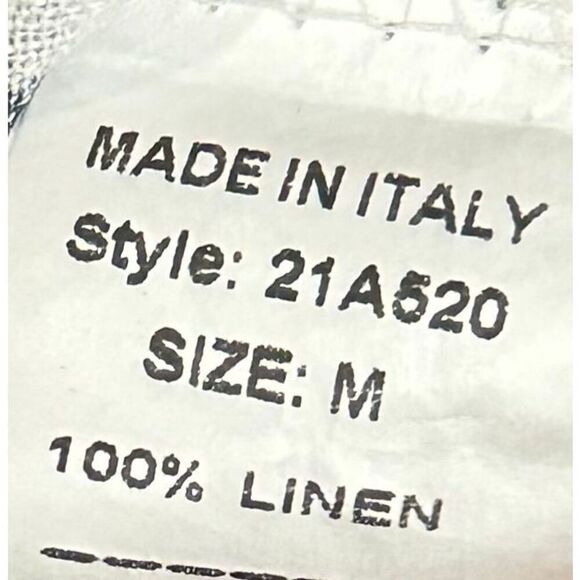 MADE IN ITALY
Style: 21A520
SIZE: M
100% LINEN